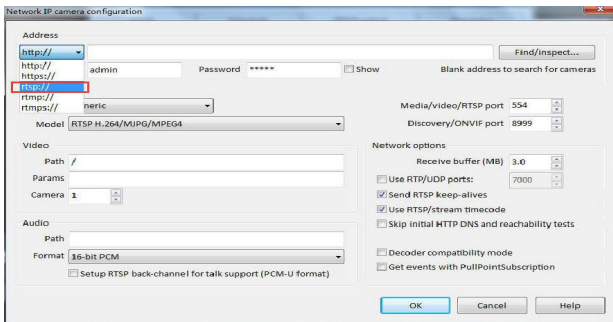 Network IP camera configuration
Address
http://
Find/inspect...
http://
https://
rtsp://
rtmp://
rtmps://
admin
Password *****
Show
Blank address to search for cameras
neric
Media/video/RTSP port 554
Model RTSP H.264/MJPG/MPEG4
Discovery/ONVIF port 8999
Video
Path /
Params
Camera 1
Network options
Receive buffer (MB) 3.0
Use RTP/UDP ports: 7000
Send RTSP keep-alives
Use RTSP/stream timecode
Skip initial HTTP DNS and reachability tests
Decoder compatibility mode
Get events with PullPointSubscription
Audio
Path
Format 16-bit PCM
Setup RTSP back-channel for talk support (PCM-U format)
OK
Cancel
Help